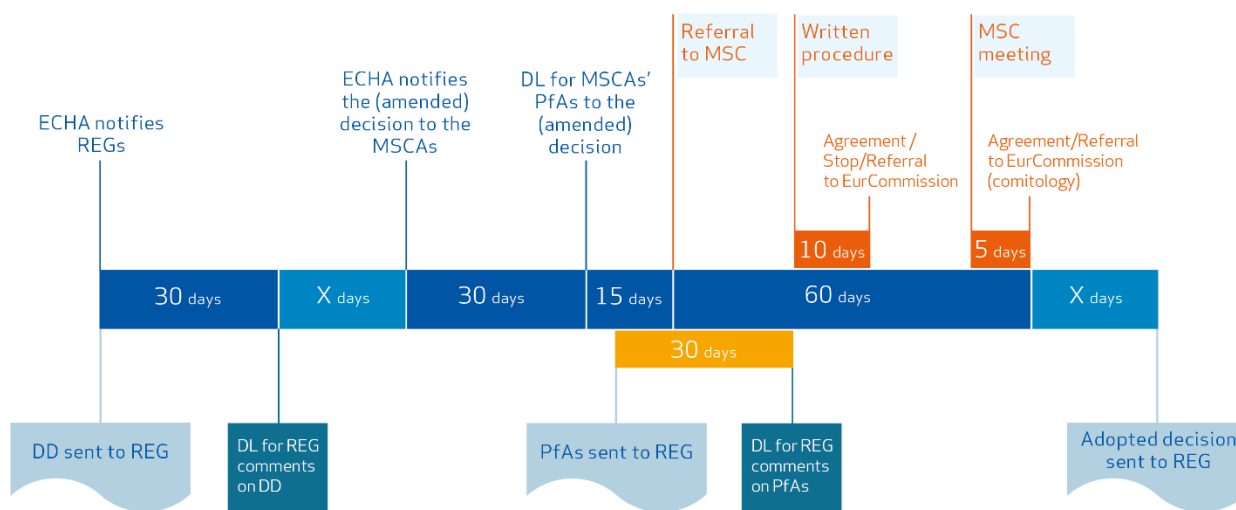 Referral
to MSC
Written
procedure
MSC
meeting
ECHA notifies
the (amended)
decision to the
MSCAs
DL for MSCAs’
PfAs to the
(amended)
decision
ECHA notifies
REGs
Agreement /
Stop/Referral
to EurCommission
Agreement/Referral
to EurCommission
(comitology)
10 days
5 days
30 days
X days
30 days
15 days
60 days
X days
30 days
DD sent to REG
DL for REG
comments
on DD
PfAs sent to REG
DL for REG
comments
on PfAs
Adopted decision
sent to REG